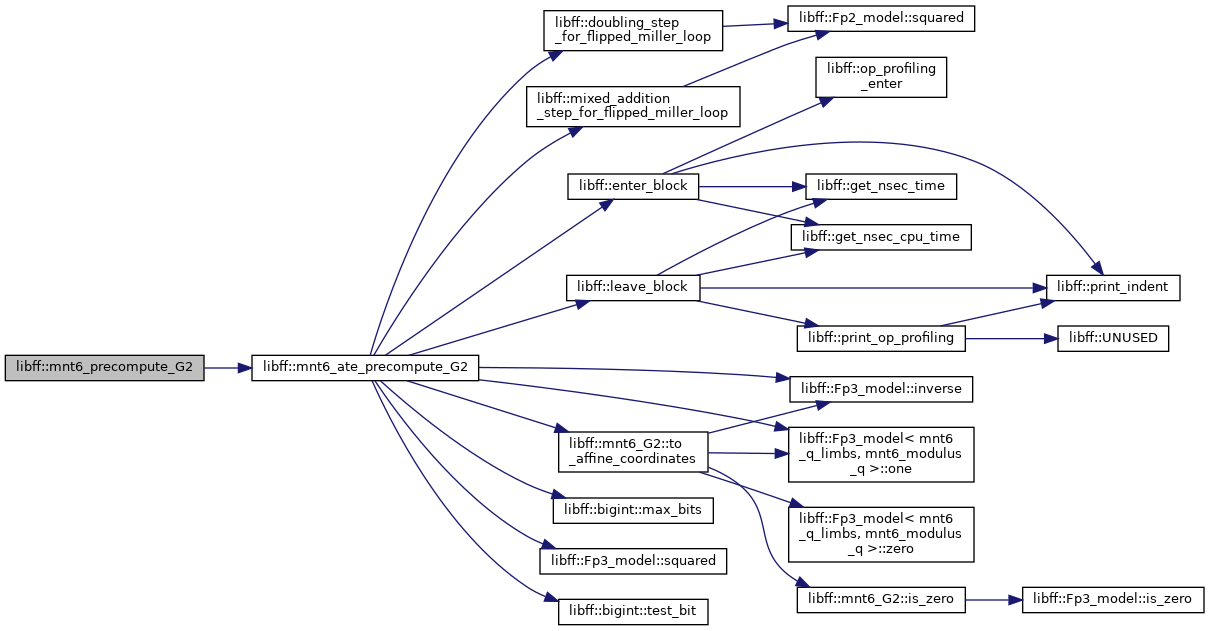 libff::mnt6_precompute_G2
libff::mnt6_ate_precompute_G2
libff::doubling_step
_for_flipped_miller_loop
libff::mixed_addition
_step_for_flipped_miller_loop
libff::enter_block
libff::leave_block
libff::mnt6_G2::to
_affine_coordinates
libff::bigint::max_bits
libff::Fp3_model::squared
libff::bigint::test_bit
libff::Fp2_model::squared
libff::op_profiling
_enter
libff::get_nsec_time
libff::get_nsec_cpu_time
libff::print_op_profiling
libff::Fp3_model::inverse
libff::Fp3_model< mnt6
_q_limbs, mnt6_modulus
_q >::one
libff::Fp3_model< mnt6
_q_limbs, mnt6_modulus
_q >::zero
libff::mnt6_G2::is_zero
libff::print_indent
libff::UNUSED
libff::Fp3_model::is_zero